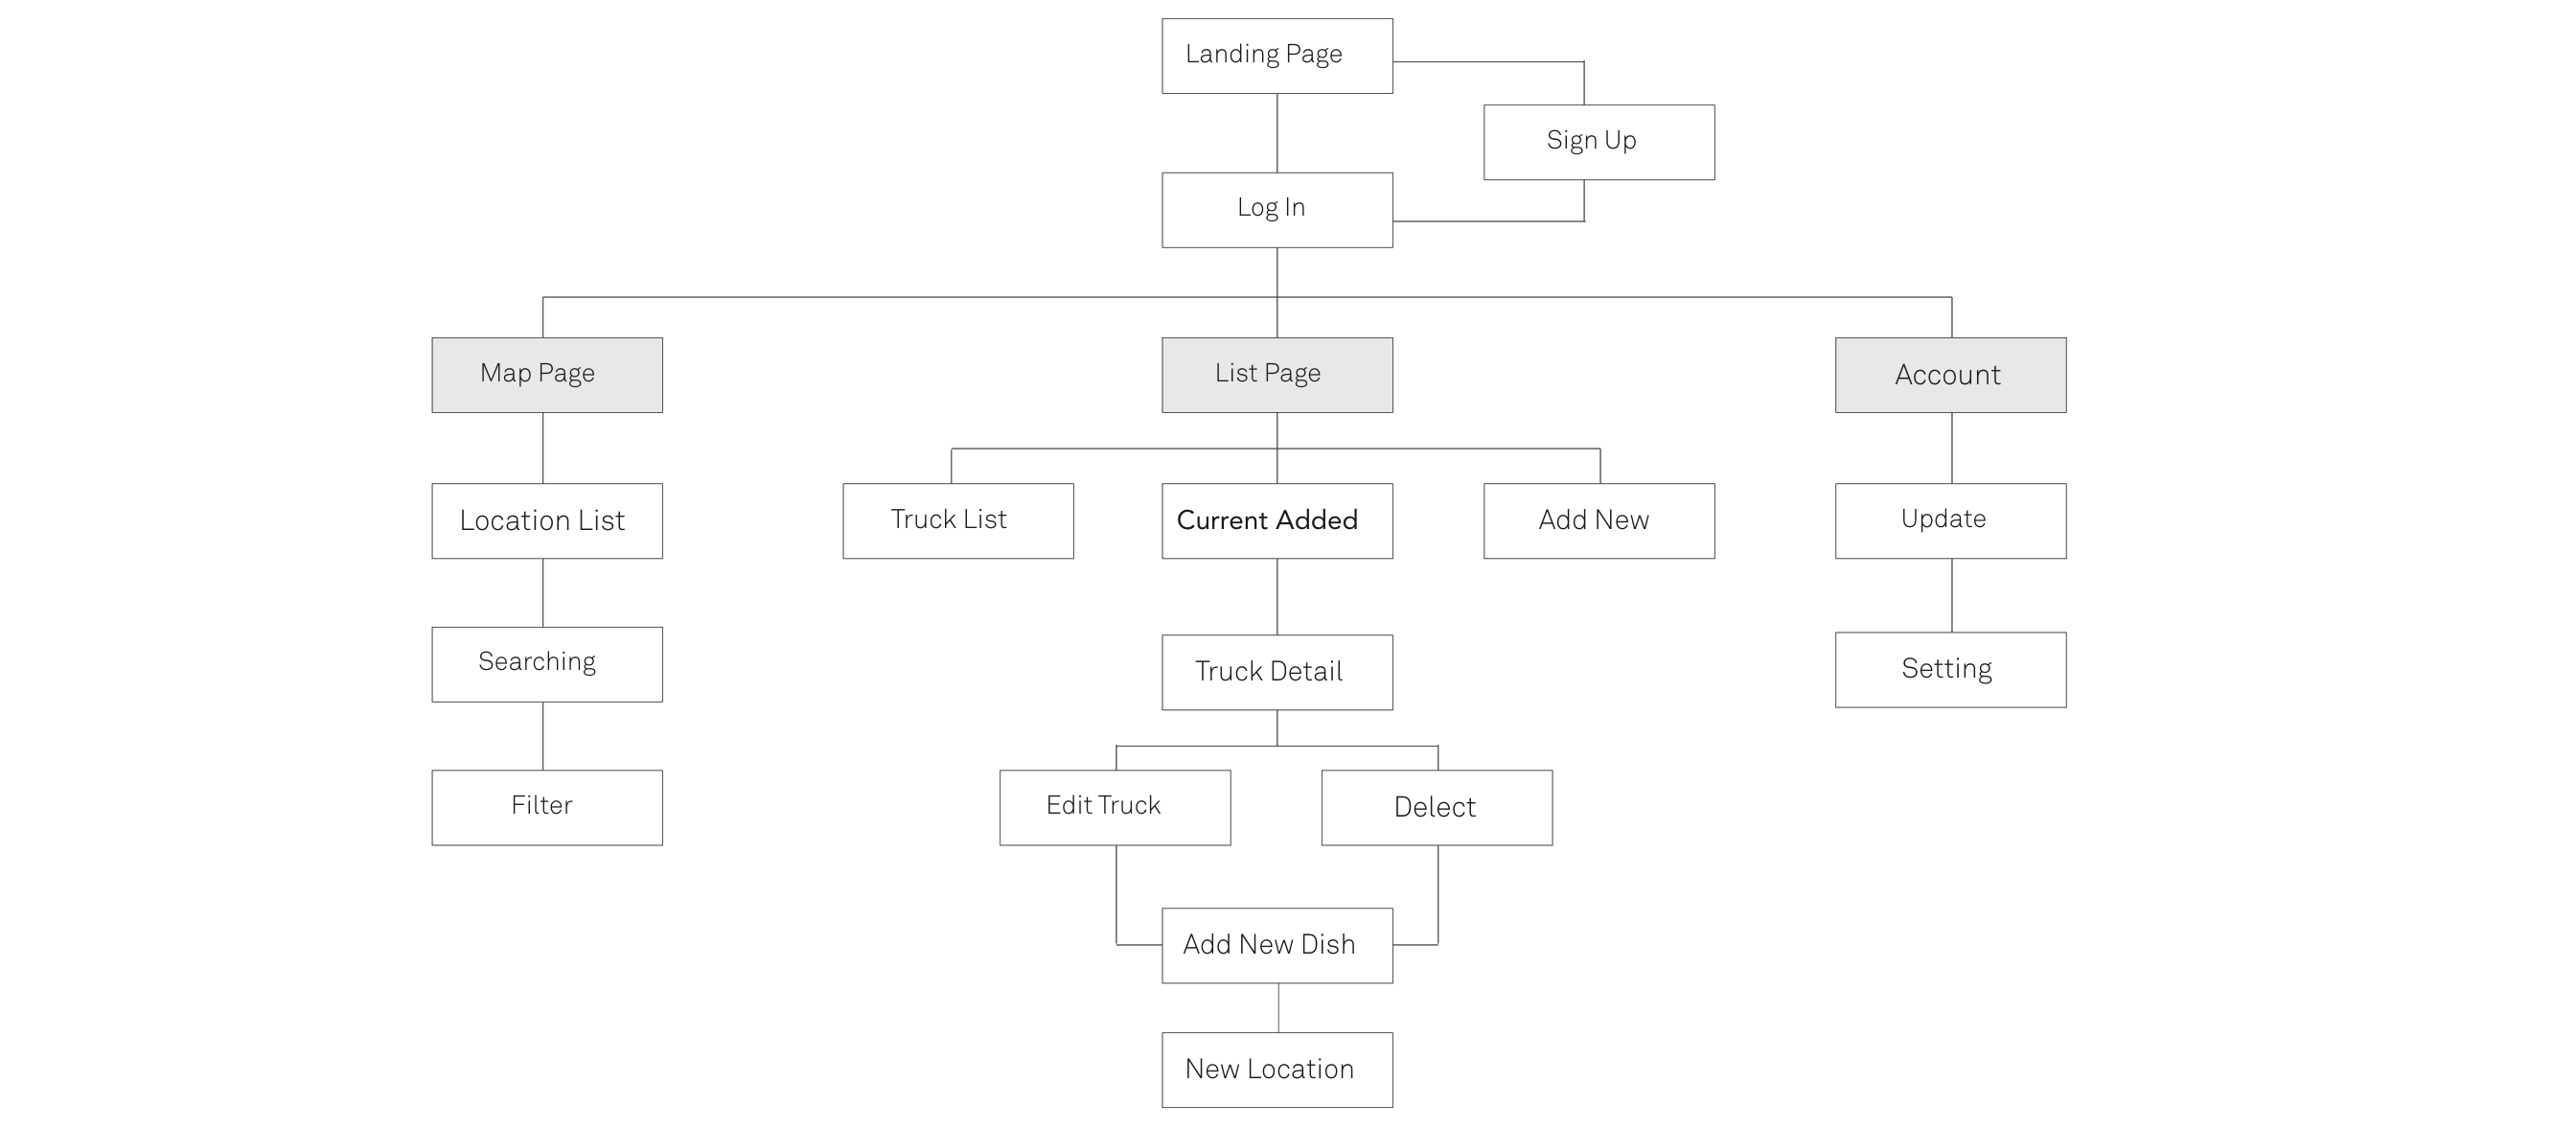 Landing Page
Sign Up
Log In
Map Page
List Page
Account
Location List
Truck List
Current Added
Add New
Update
Searching
Truck Detail
Setting
Filter
Edit Truck
Delect
Add New Dish
New Location